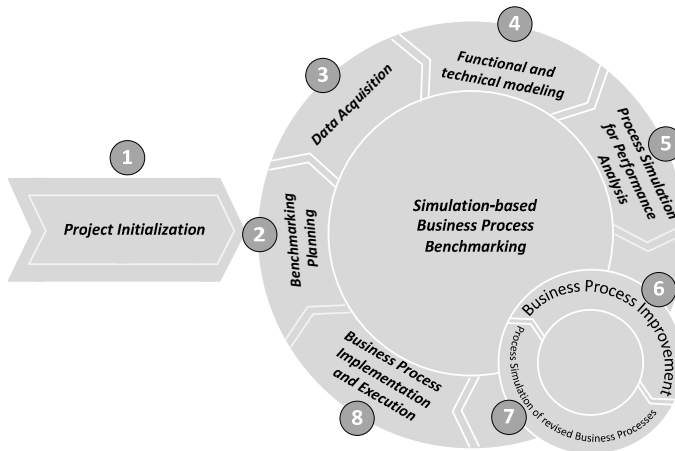 1
Project Initialization
2
Benchmarking
Planning
3
Data Acquisition
4
Functional and
technical modeling
5
Process Simulation
for Performance
Analysis
Simulation-based
Business Process
Benchmarking
6
Business Process Improvement
7
Process Simulation of revised Business Processes
8
Business Process
Implementation
and Execution